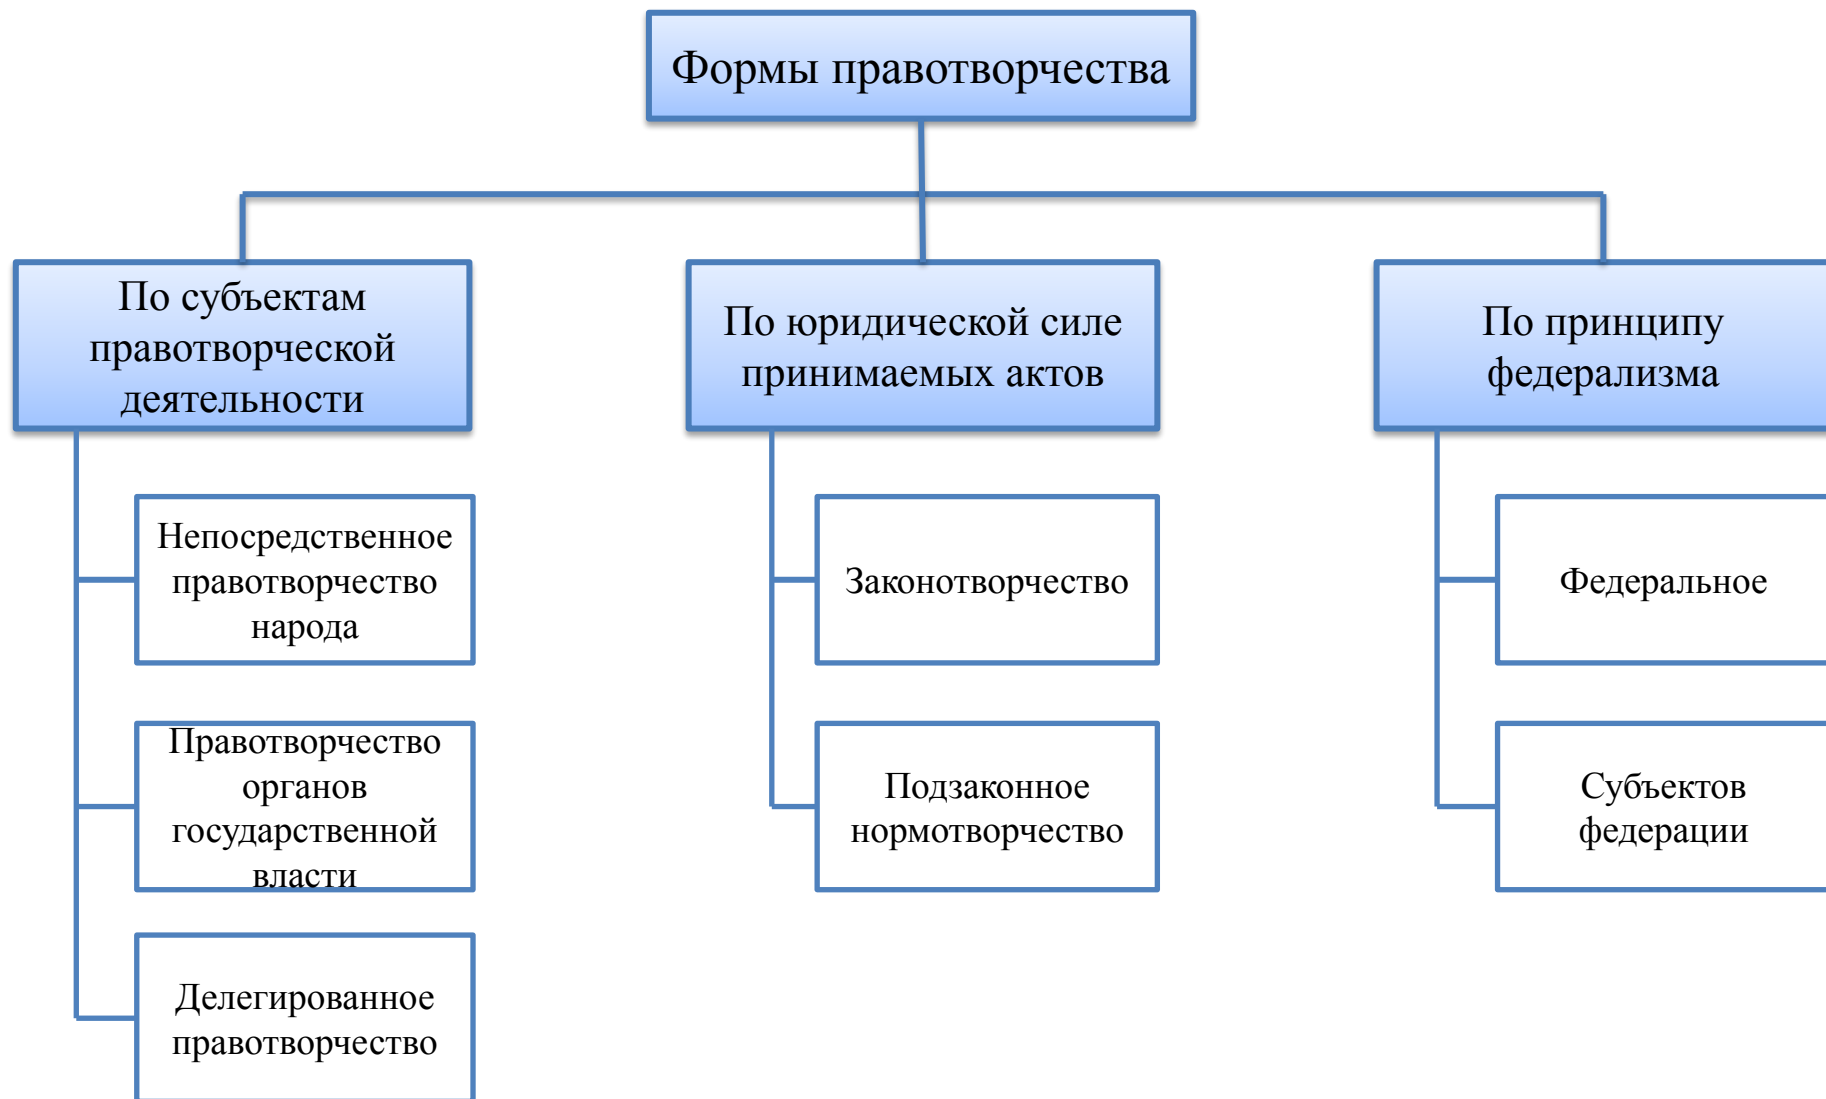 Формы правотворчества
По субъектам
правотворческой
деятельности
Непосредственное
правотворчество
народа
Правотворчество
органов
государственной
власти
Делегированное
правотворчество
По юридической силе
принимаемых актов
Законотворчество
Подзаконное
нормотворчество
По принципу
федерализма
Федеральное
Субъектов
федерации